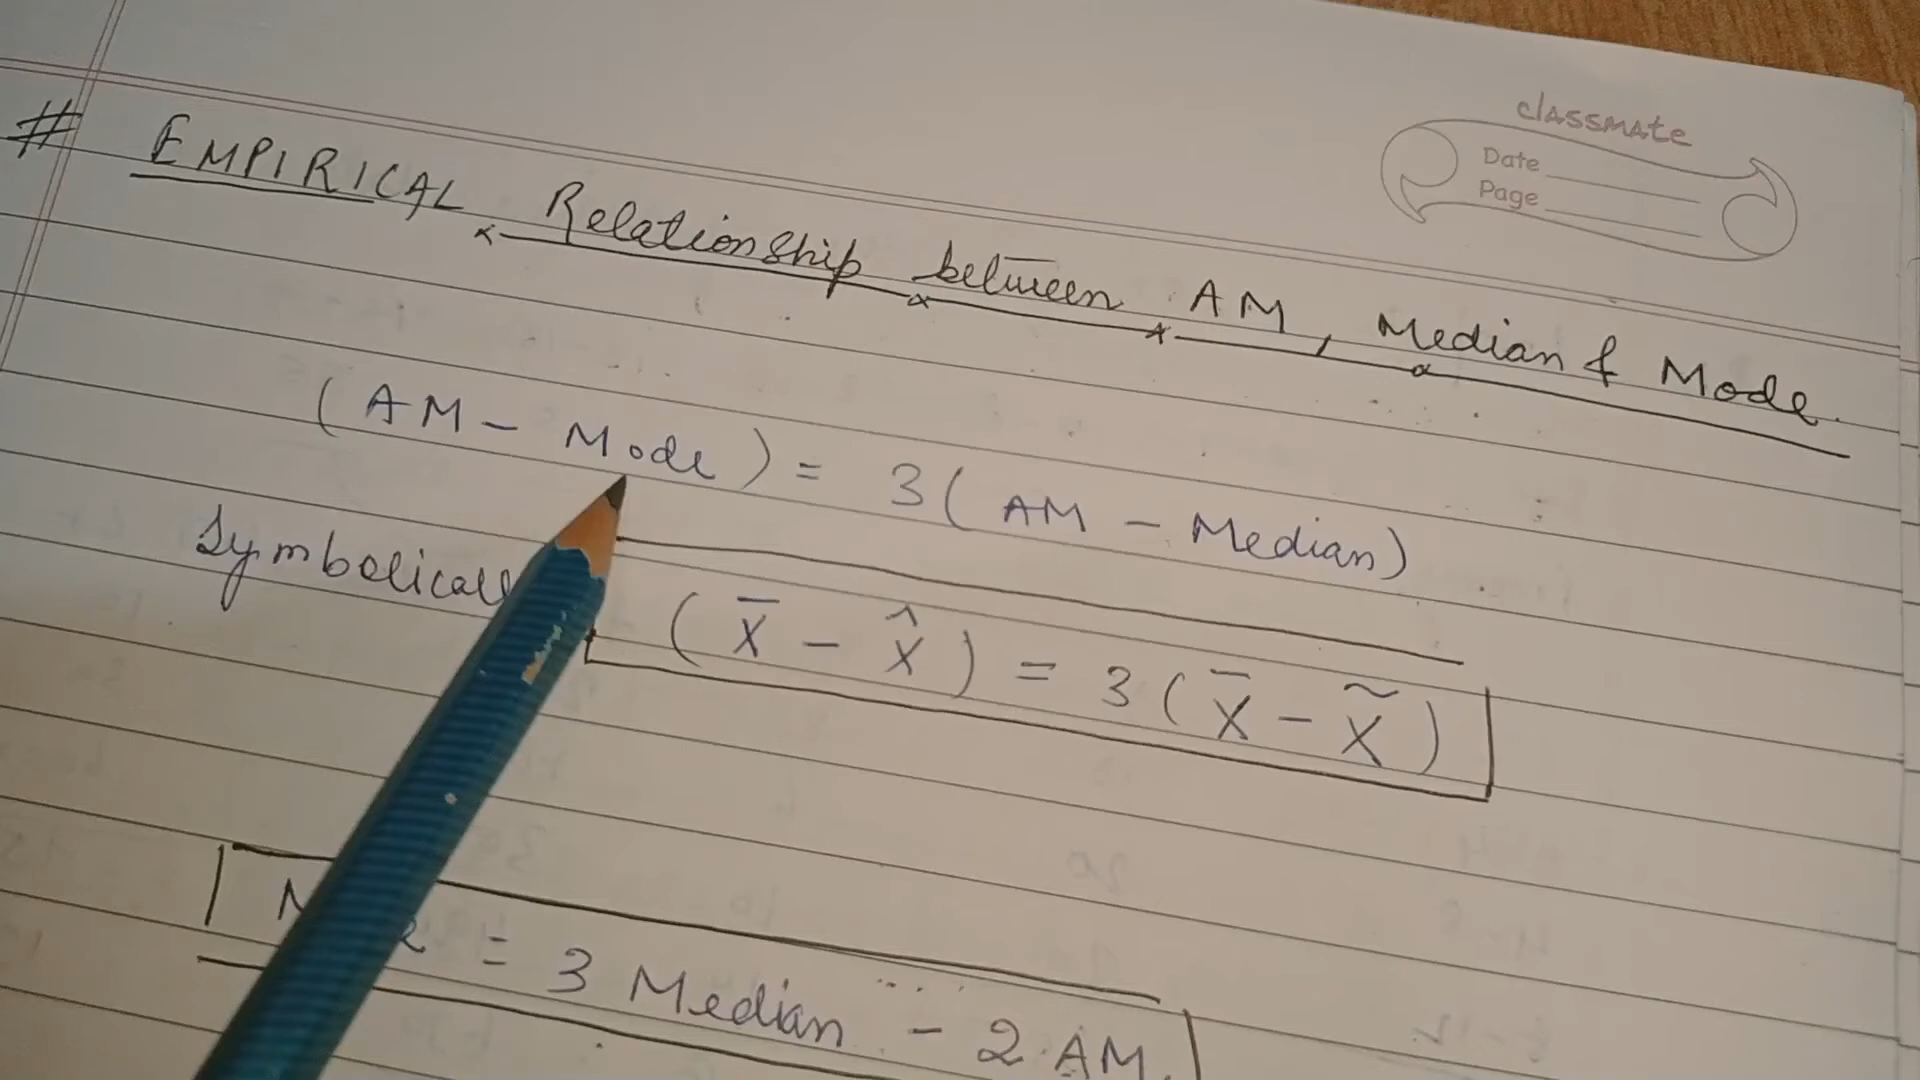 classmate
Date
Page
# EMPIRICAL Relationship between AM, Median & Mode.
(AM - Mode) = 3(AM - Median)
Symbolicall
(X̄ - X̂) = 3(X̄ - X̃)
= 3 Median - 2 AM.